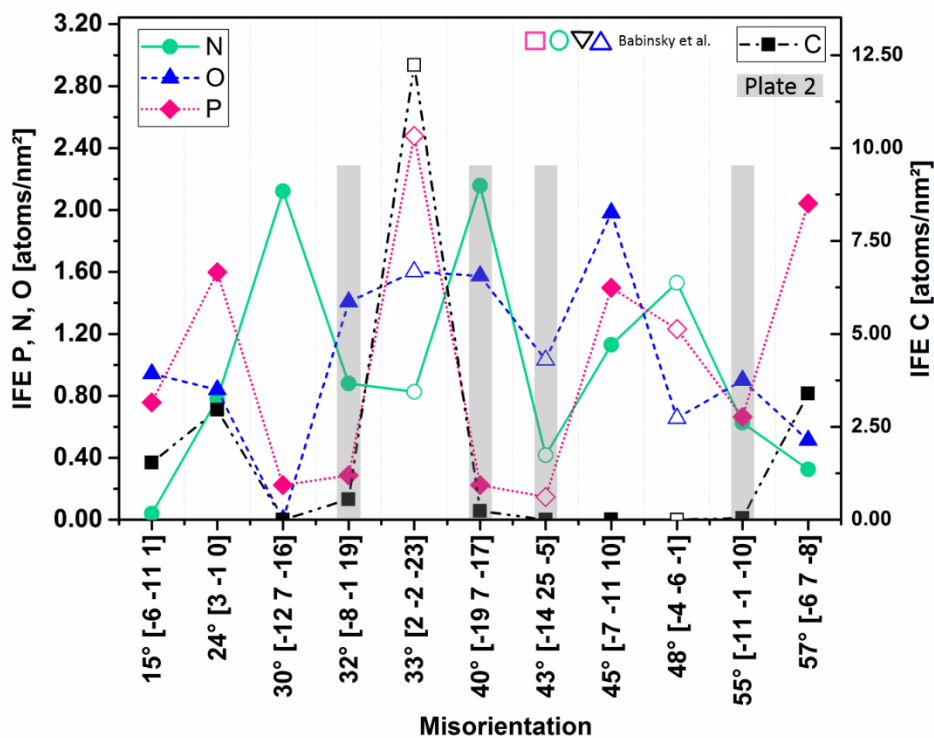 3.20
2.80
2.40
2.00
1.60
1.20
0.80
0.40
0.00
IFE P, N, O [atoms/nm²]
N
O
P
Babinsky et al.
C
Plate 2
12.50
10.00
7.50
5.00
2.50
0.00
IFE C [atoms/nm²]
15° [-6 -11 1]
24° [3 -1 0]
30° [-12 7 -16]
32° [-8 -1 19]
33° [2 -2 -23]
40° [-19 7 -17]
43° [-14 25 -5]
45° [-7 -11 10]
48° [-4 -6 -1]
55° [-11 -1 -10]
57° [-6 7 -8]
Misorientation